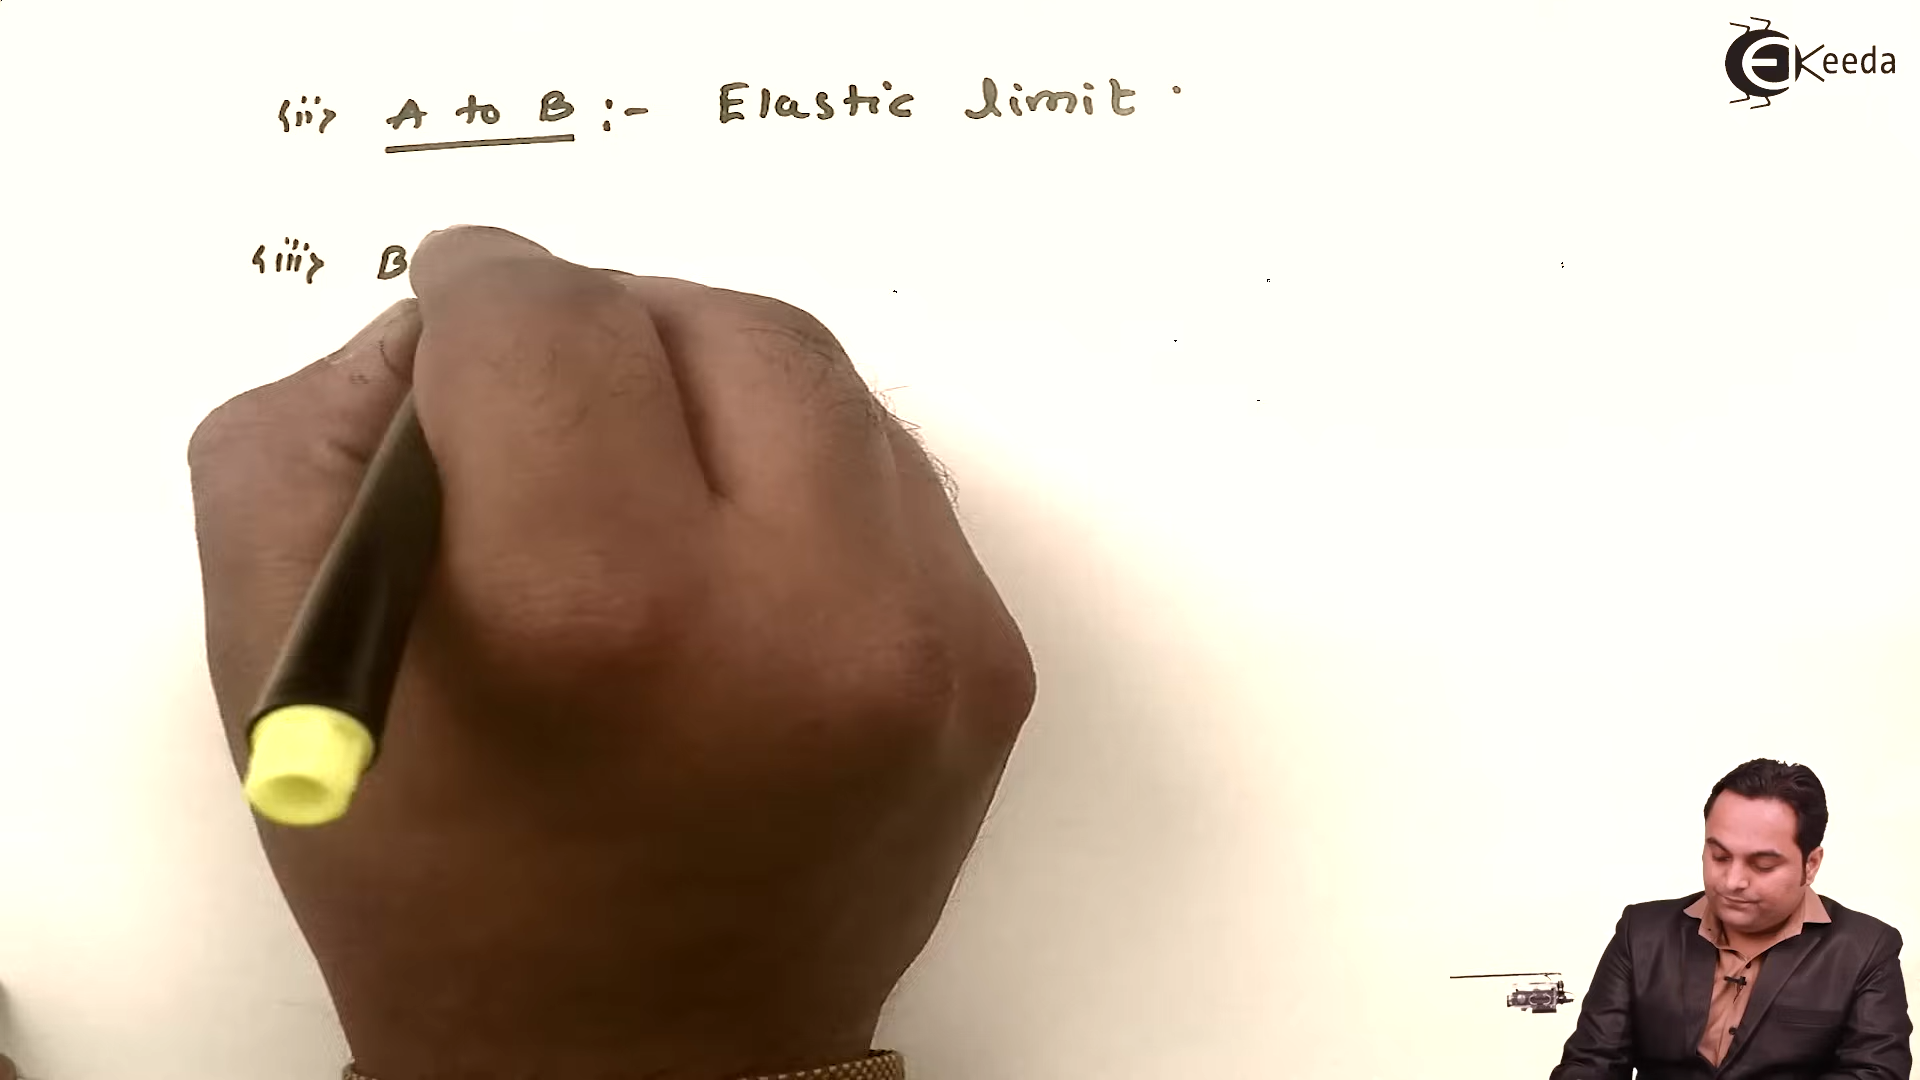 EKeeda
(ii) A to B :- Elastic limit.
(iii) B